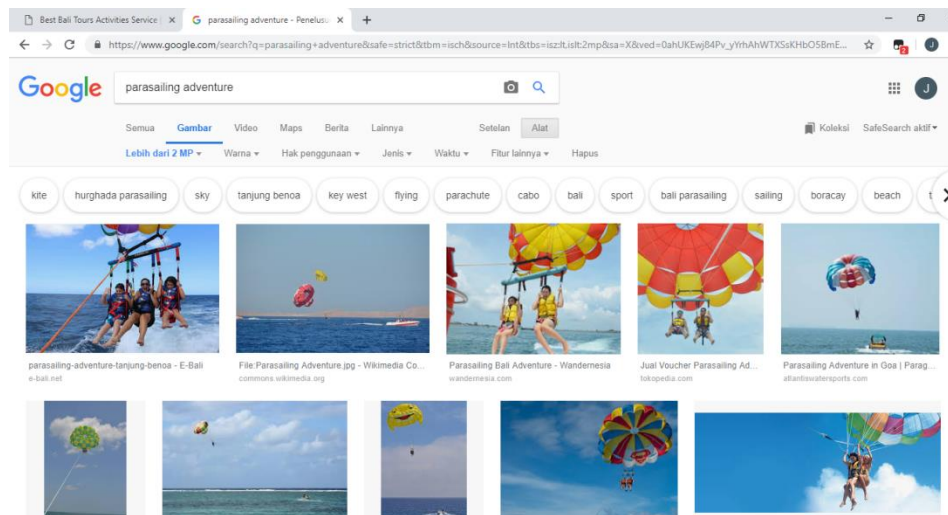 Best Bali Tours Activities Service
parasailing adventure - Penelusu
https://www.google.com/search?q=parasailing+adventure&safe=strict&tbm=isch&source=lnt&tbs=isz:lt,islt:2mp&sa=X&ved=0ahUKEwj84Pv_yYrhAhWTXSsKHbO5BmE...
2
J
Google
parasailing adventure
J
Semua Gambar Video Maps Berita Lainnya Setelan Alat Koleksi SafeSearch aktif
Lebih dari 2 MP Warna Hak penggunaan Jenis Waktu Fitur lainnya Hapus
kite hurghada parasailing sky tanjung benoa key west flying parachute cabo bali sport bali parasailing sailing boracay beach t
parasailing-adventure-tanjung-benoa - E-Bali
e-bali.net
File:Parasailing Adventure.jpg - Wikimedia Co...
commons.wikimedia.org
Parasailing Bali Adventure - Wandernesia
wandernesia.com
Jual Voucher Parasailing Ad...
tokopedia.com
Parasailing Adventure in Goa | Parag...
atlantiswatersports.com